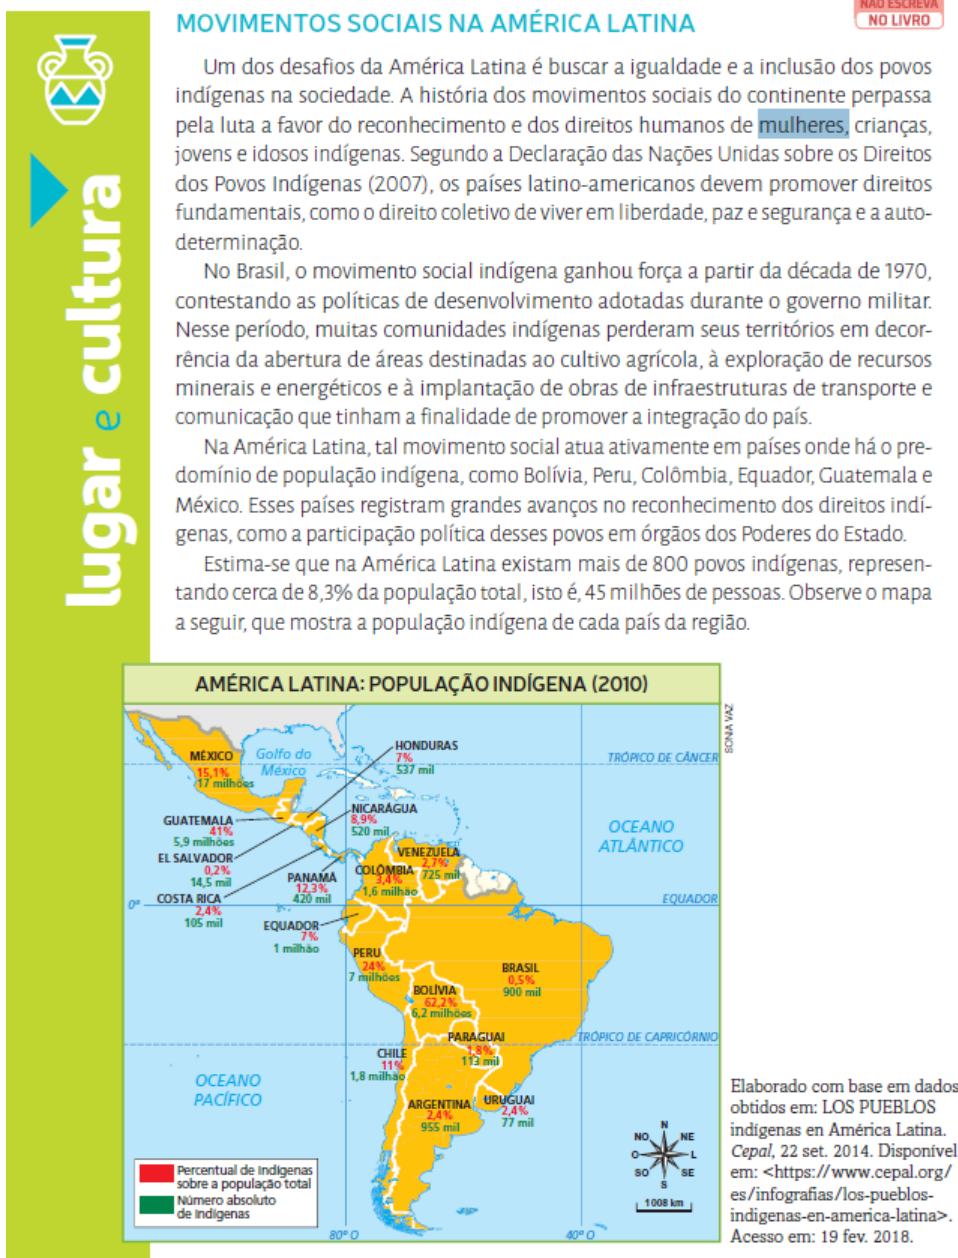 NÃO ESCREVA
NO LIVRO
MOVIMENTOS SOCIAIS NA AMÉRICA LATINA
Um dos desafios da América Latina é buscar a igualdade e a inclusão dos povos
indígenas na sociedade. A história dos movimentos sociais do continente perpassa
pela luta a favor do reconhecimento e dos direitos humanos de mulheres, crianças,
jovens e idosos indígenas. Segundo a Declaração das Nações Unidas sobre os Direitos
dos Povos Indígenas (2007), os países latino-americanos devem promover direitos
fundamentais, como o direito coletivo de viver em liberdade, paz e segurança e a auto-
determinação.
No Brasil, o movimento social indígena ganhou força a partir da década de 1970,
contestando as políticas de desenvolvimento adotadas durante o governo militar.
Nesse período, muitas comunidades indígenas perderam seus territórios em decor-
rência da abertura de áreas destinadas ao cultivo agrícola, à exploração de recursos
minerais e energéticos e à implantação de obras de infraestruturas de transporte e
comunicação que tinham a finalidade de promover a integração do país.
Na América Latina, tal movimento social atua ativamente em países onde há o pre-
domínio de população indígena, como Bolívia, Peru, Colômbia, Equador, Guatemala e
México. Esses países registram grandes avanços no reconhecimento dos direitos indí-
genas, como a participação política desses povos em órgãos dos Poderes do Estado.
Estima-se que na América Latina existam mais de 800 povos indígenas, represen-
tando cerca de 8,3% da população total, isto é, 45 milhões de pessoas. Observe o mapa
a seguir, que mostra a população indígena de cada país da região.
lugar e cultura
AMÉRICA LATINA: POPULAÇÃO INDÍGENA (2010)
SONIA VAZ
MÉXICO
15,1%
17 milhões
Golfo do
México
HONDURAS
7%
537 mil
TRÓPICO DE CÂNCER
GUATEMALA
41%
5,9 milhões
NICARÁGUA
8,9%
520 mil
OCEANO
ATLÂNTICO
EL SALVADOR
0,2%
14,5 mil
VENEZUELA
2,7%
725 mil
COLÔMBIA
3,4%
1,6 milhão
PANAMÁ
12,3%
420 mil
COSTA RICA
2,4%
105 mil
0°
EQUADOR
EQUADOR
7%
1 milhão
PERU
24%
7 milhões
BRASIL
0,5%
900 mil
BOLÍVIA
62,2%
6,2 milhões
PARAGUAI
1,8%
113 mil
TRÓPICO DE CAPRICÓRNIO
CHILE
11%
1,8 milhão
OCEANO
PACÍFICO
ARGENTINA
2,4%
955 mil
URUGUAI
2,4%
77 mil
N
NO
NE
O
L
SO
SE
S
1 008 km
Percentual de indígenas
sobre a população total
Número absoluto
de indígenas
80° O
40° O
Elaborado com base em dados
obtidos em: LOS PUEBLOS
indígenas en América Latina.
Cepal, 22 set. 2014. Disponível
em: <https://www.cepal.org/
es/infografias/los-pueblos-
indigenas-en-america-latina>.
Acesso em: 19 fev. 2018.